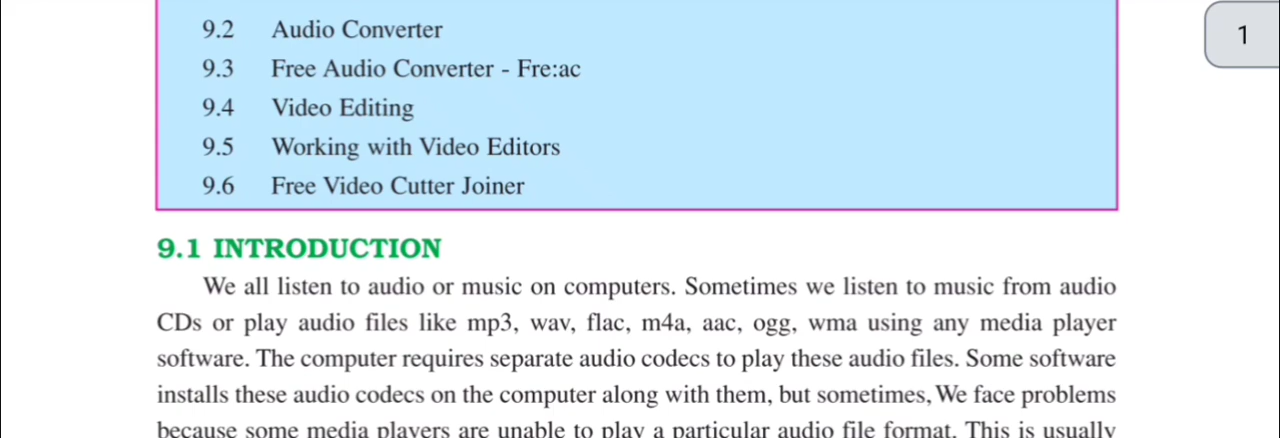 9.2 Audio Converter
1
9.3 Free Audio Converter - Fre:ac
9.4 Video Editing
9.5 Working with Video Editors
9.6 Free Video Cutter Joiner
9.1 INTRODUCTION
We all listen to audio or music on computers. Sometimes we listen to music from audio
CDs or play audio files like mp3, wav, flac, m4a, aac, ogg, wma using any media player
software. The computer requires separate audio codecs to play these audio files. Some software
installs these audio codecs on the computer along with them, but sometimes, We face problems
because some media players are unable to play a particular audio file format. This is usually